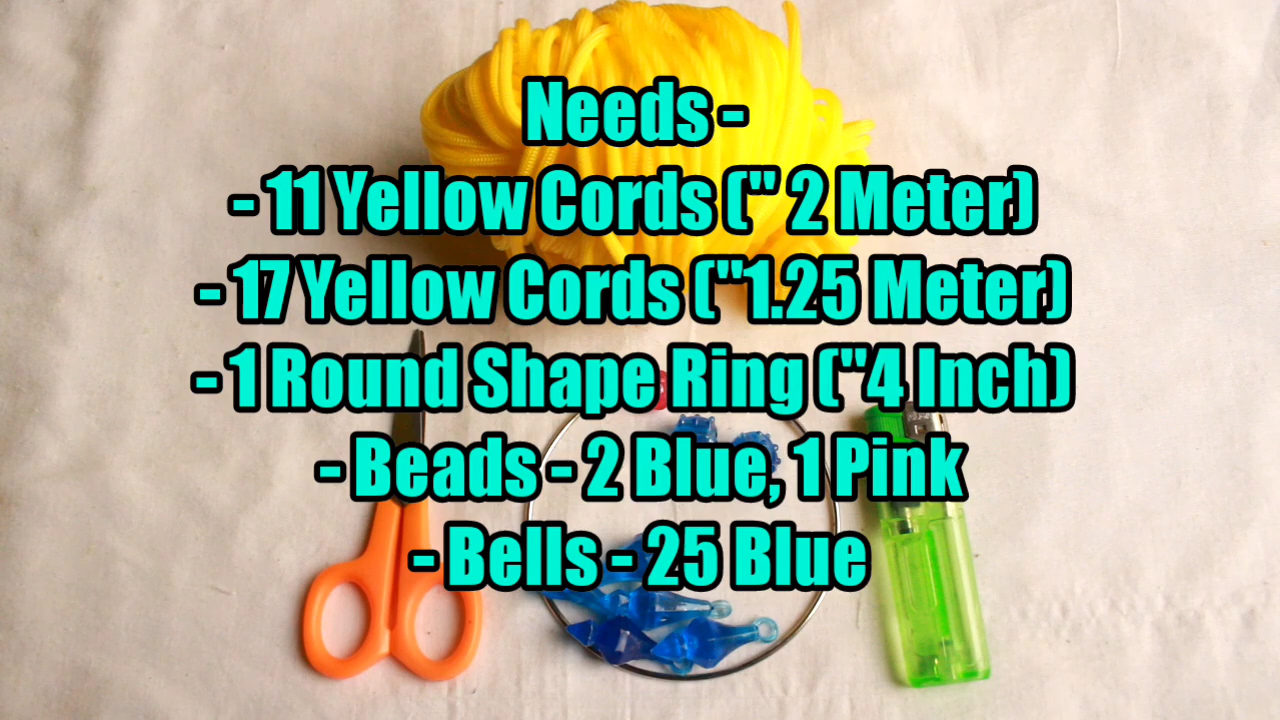 Needs -
- 11 Yellow Cords (" 2 Meter)
- 17 Yellow Cords ("1.25 Meter)
- 1 Round Shape Ring ("4 Inch)
- Beads - 2 Blue, 1 Pink
- Bells - 25 Blue